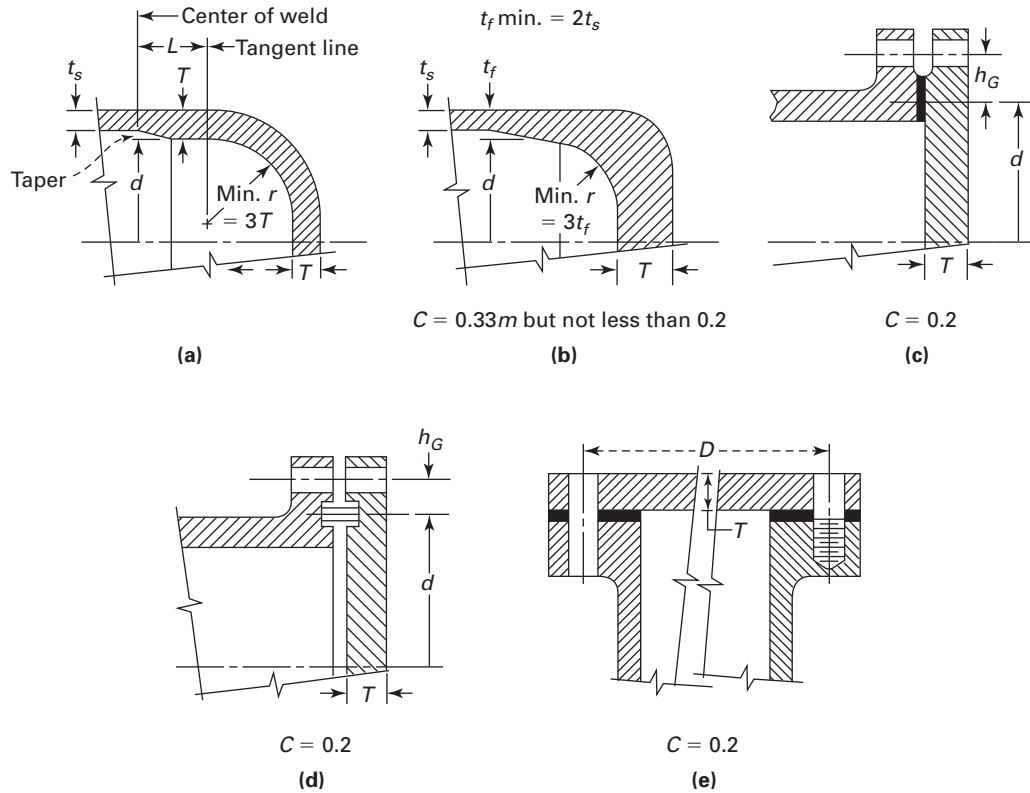 Center of weld
L
Tangent line
t_s
T
Taper
d
Min. r
= 3T
T
(a)
t_f min. = 2t_s
t_s
t_f
d
Min. r
= 3t_f
T
C = 0.33m but not less than 0.2
(b)
h_G
d
T
C = 0.2
(c)
h_G
d
T
C = 0.2
(d)
D
T
C = 0.2
(e)